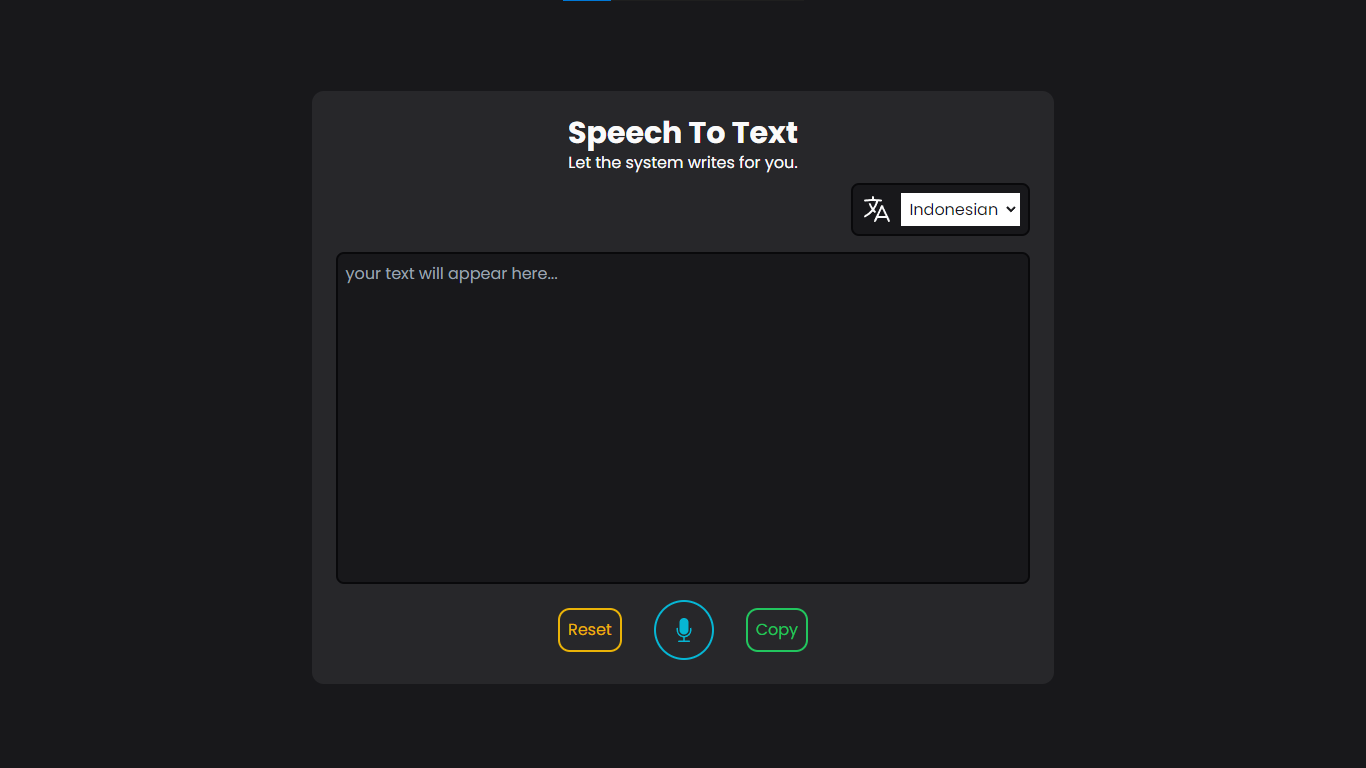 Speech To Text
Let the system writes for you.
Indonesian
your text will appear here...
Reset
Copy